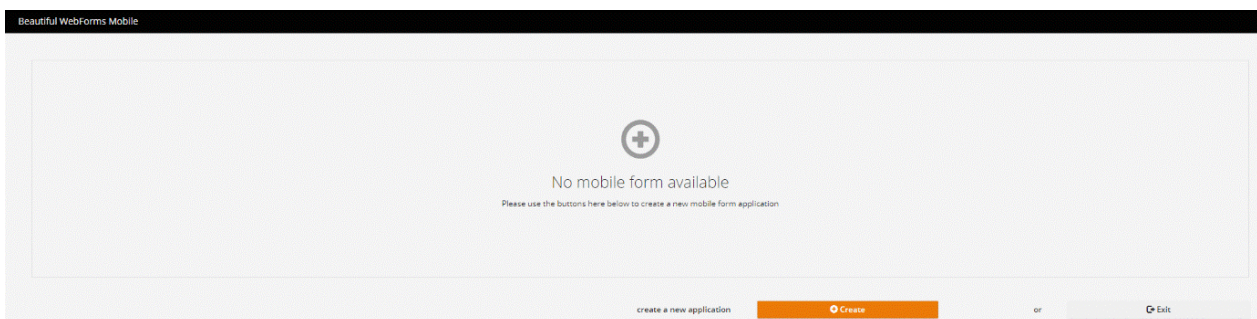 Beautiful WebForms Mobile
No mobile form available
Please use the buttons here below to create a new mobile form application
create a new application Create or Exit